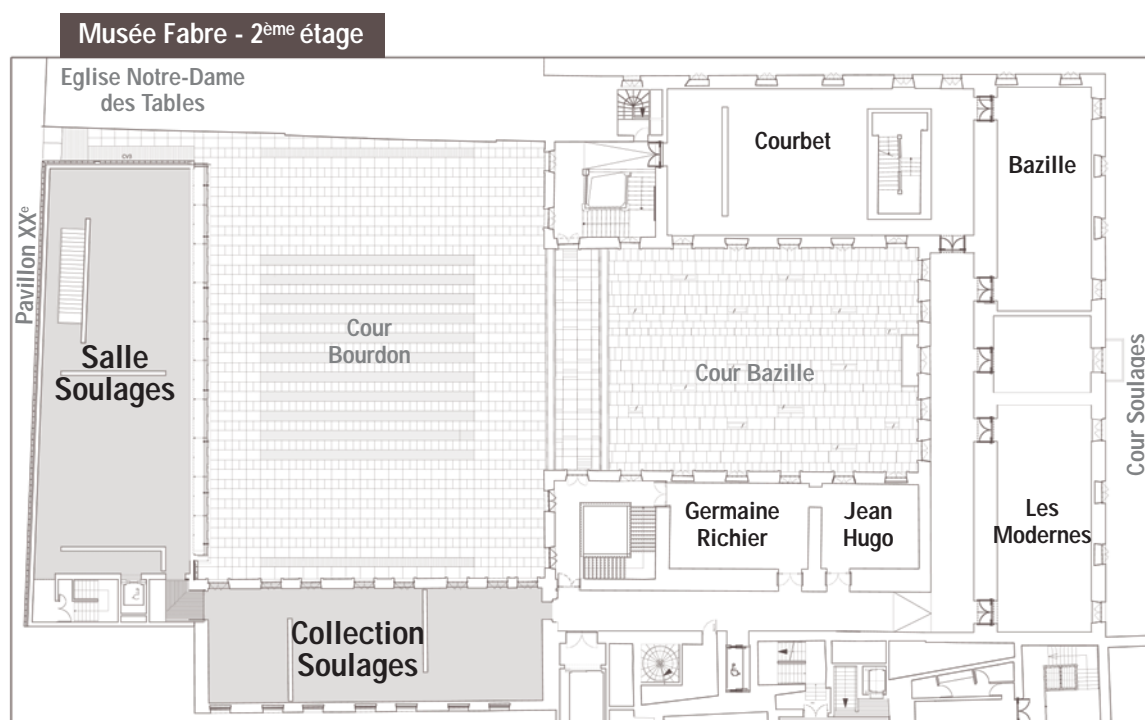 Musée Fabre - 2ème étage
Eglise Notre-Dame
des Tables
CVS
Courbet
Bazille
Pavillon XXe
Salle
Soulages
Cour
Bourdon
Cour Bazille
Cour Soulages
Germaine
Richier
Jean
Hugo
Les
Modernes
Collection
Soulages